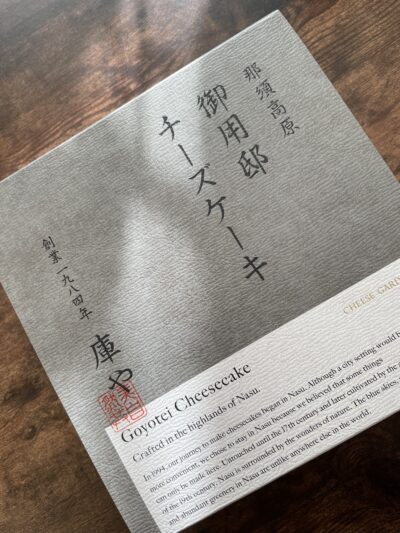 那須高原
御用邸
チーズケーキ
創業一九八四年
庫や
CHEESE GARD
Goyotei Cheesecake
Crafted in the highlands of Nasu.
In 1994, our journey to make cheesecakes began in Nasu. Although a city setting would
more convenient, we chose to stay in Nasu because we believed that some things
can only be made here. Untouched until the 17th century and later cultivated by the
of the 19th century, Nasu is surrounded by the wonders of nature. The blue skies,
and abundant greenery in Nasu are unlike anywhere else in the world.